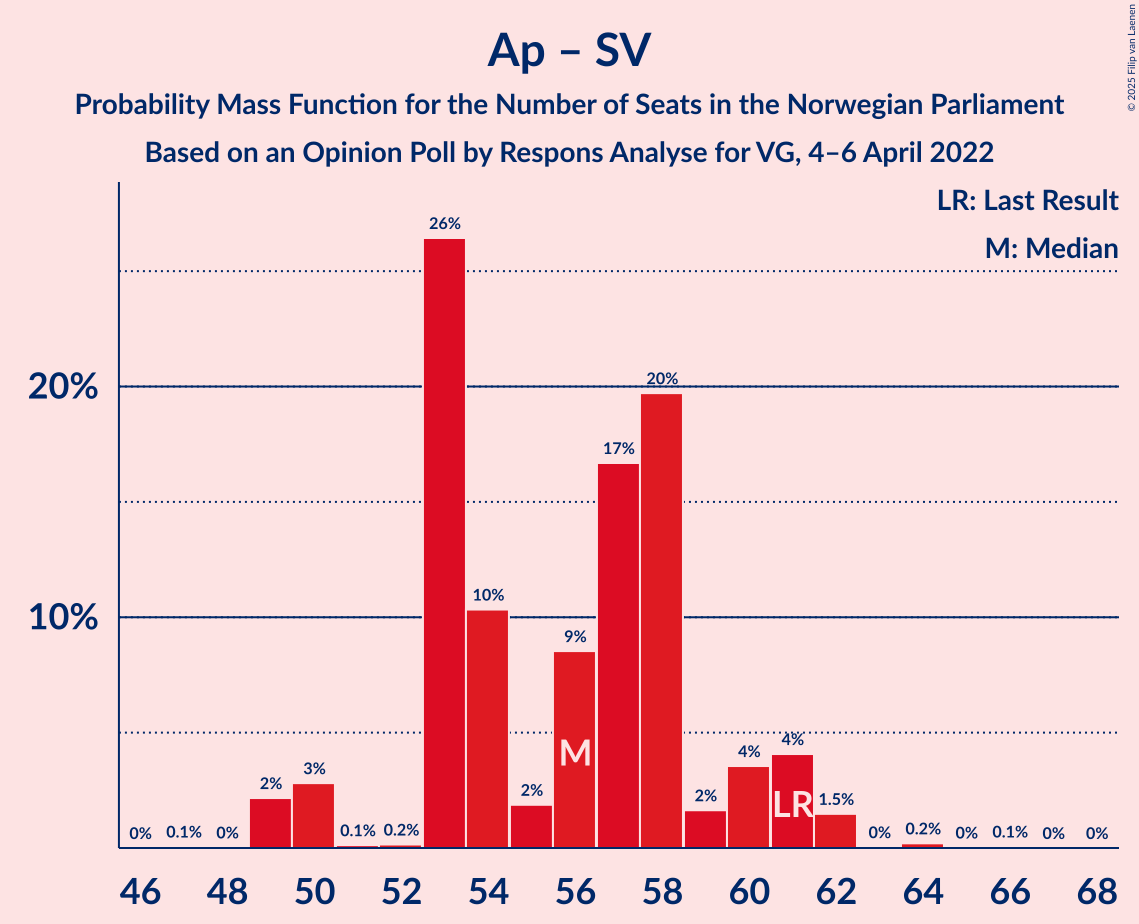 Ap – SV
Probability Mass Function for the Number of Seats in the Norwegian Parliament
Based on an Opinion Poll by Respons Analyse for VG, 4–6 April 2022
© 2025 Filip van Laenen
LR: Last Result
M: Median
20%
10%
0%
0.1%
0%
2%
3%
0.1%
0.2%
26%
10%
2%
9%
17%
20%
2%
4%
4%
1.5%
0%
0.2%
0%
0.1%
0%
0%
M
LR
46 48 50 52 54 56 58 60 62 64 66 68